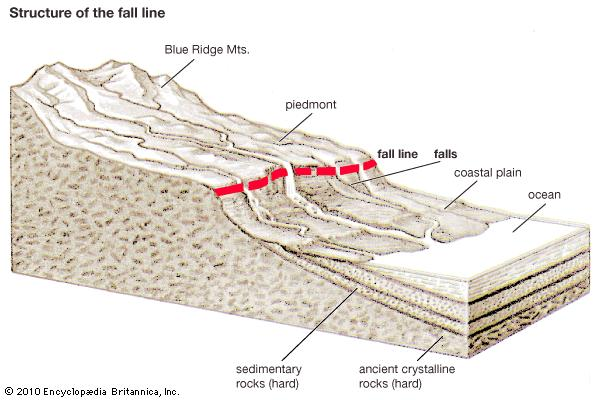 Structure of the fall line
Blue Ridge Mts.
piedmont
fall line
falls
coastal plain
ocean
sedimentary
rocks (hard)
ancient crystalline
rocks (hard)
© 2010 Encyclopædia Britannica, Inc.